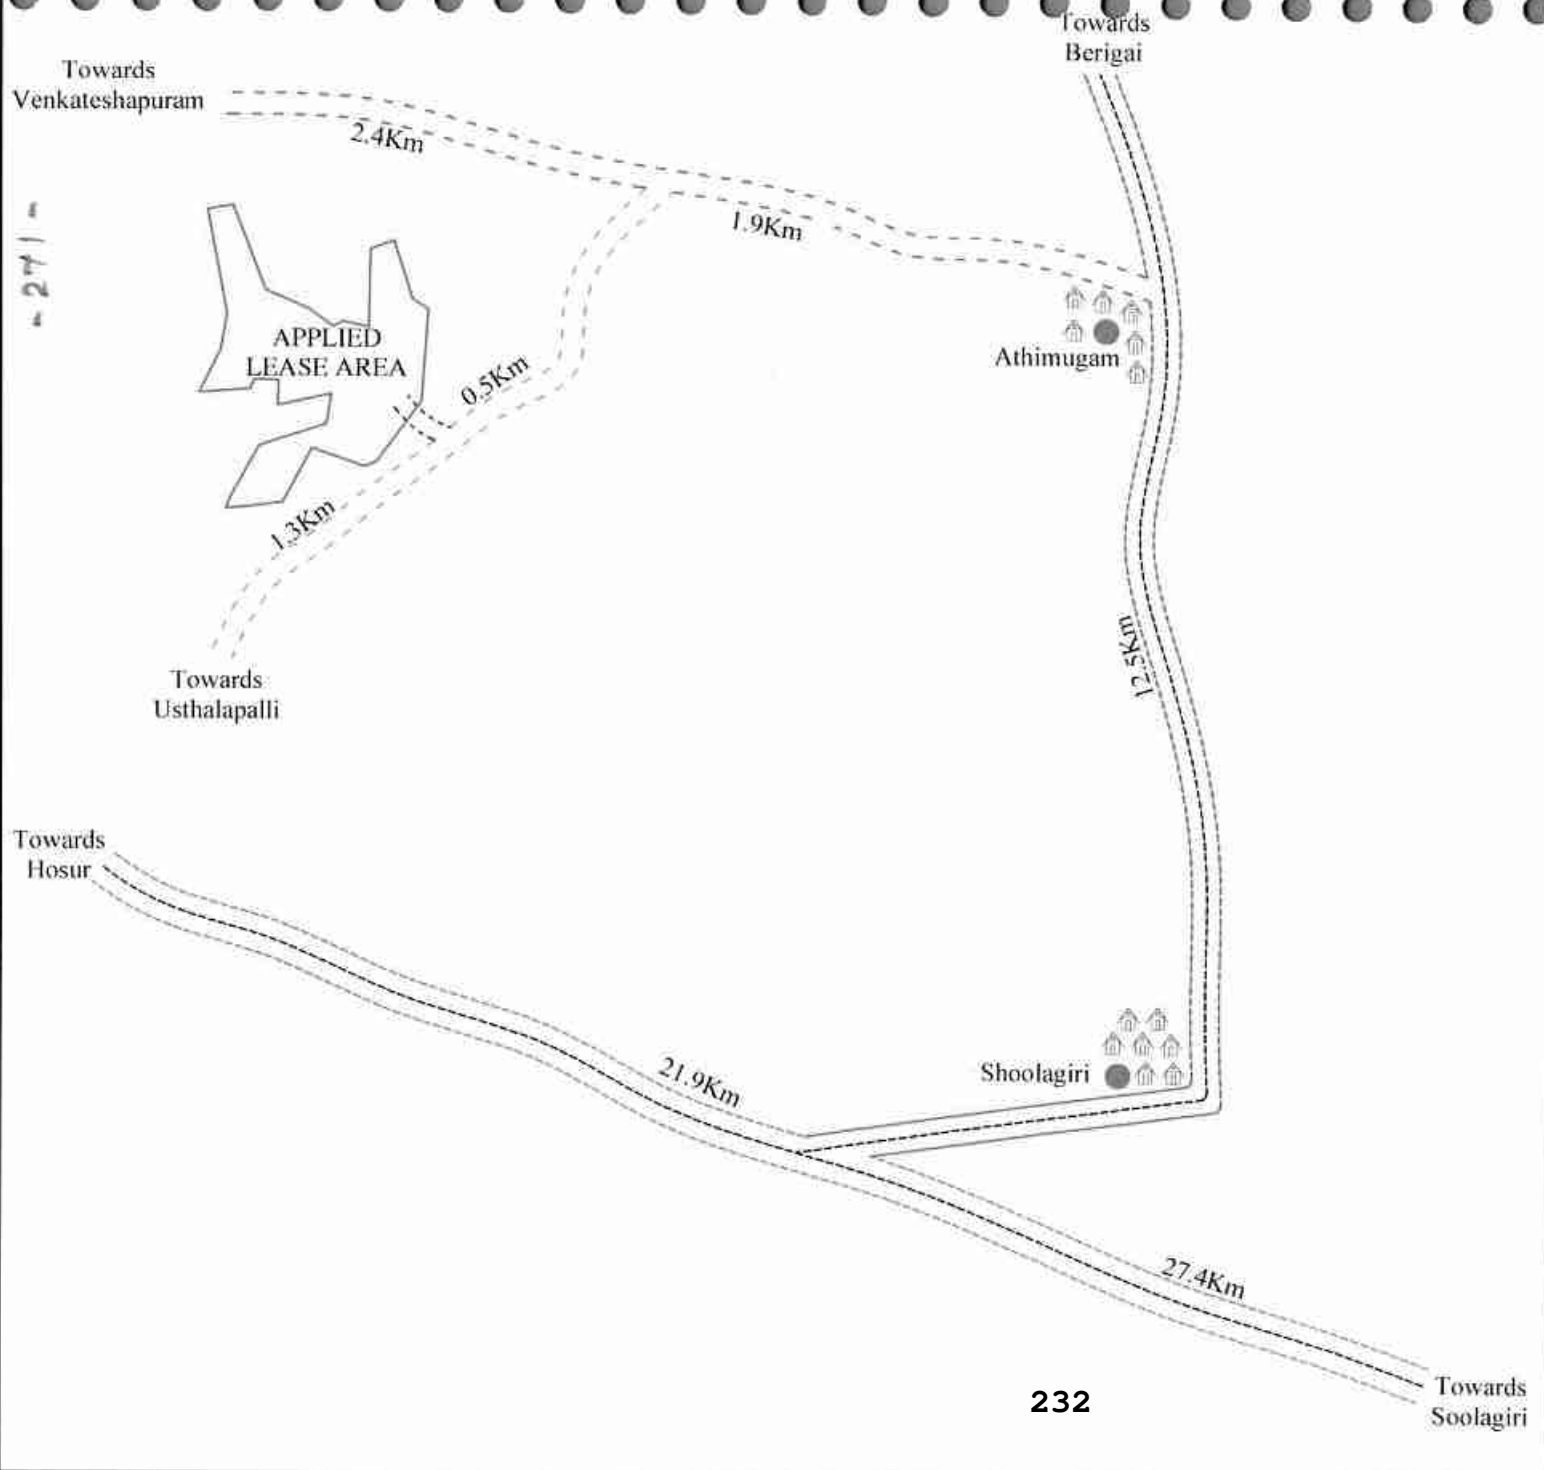 Towards
Berigai
Towards
Venkateshapuram
2.4Km
- 271 -
1.9Km
APPLIED
LEASE AREA
Athimugam
0.5Km
1.3Km
12.5Km
Towards
Usthalapalli
Towards
Hosur
Shoolagiri
21.9Km
27.4Km
Towards
Soolagiri
232